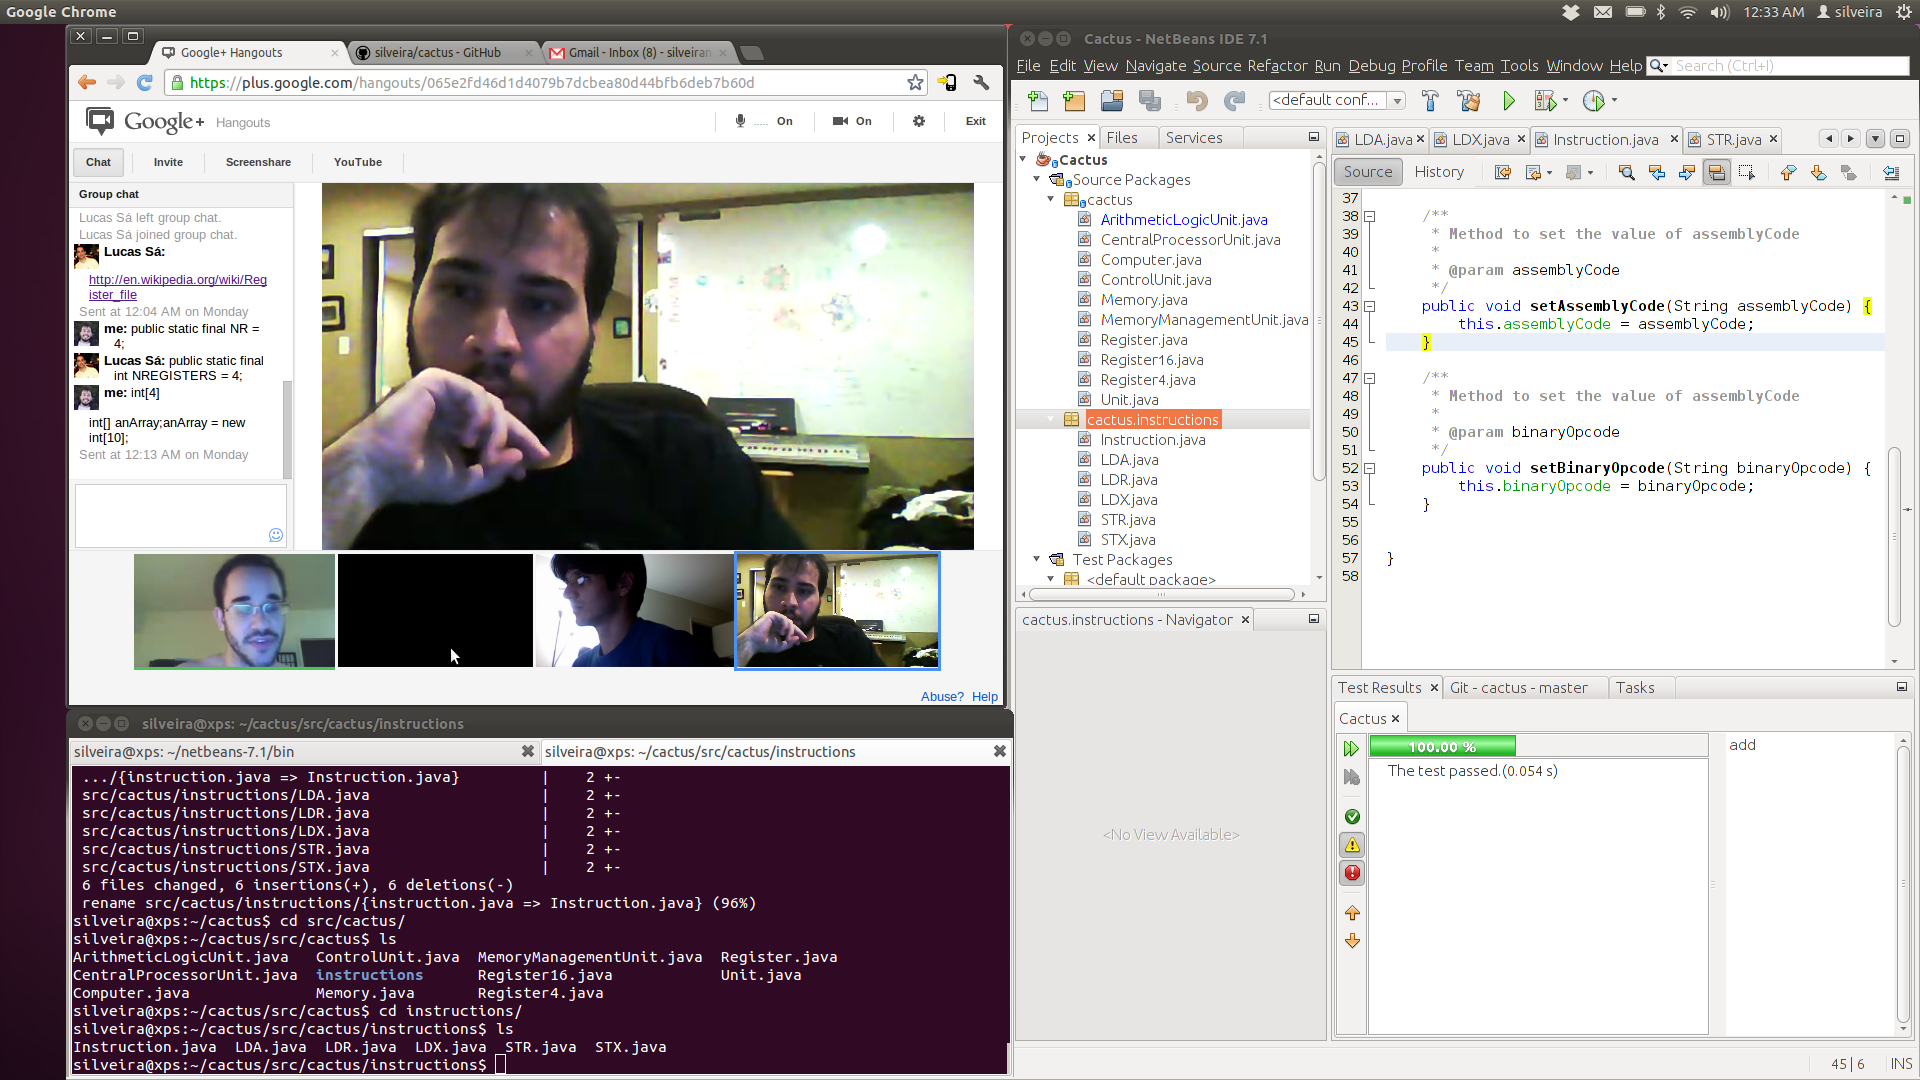 Google Chrome
12:33 AM silveira
Google+ Hangouts
silveira/cactus - GitHub
Gmail - Inbox (8) - silveiran
https://plus.google.com/hangouts/065e2fd46d1d4079b7dcbea80d44bfb6deb7b60d
Google+ Hangouts
On
On
Exit
Chat
Invite
Screenshare
YouTube
Group chat
Lucas Sá left group chat.
Lucas Sá joined group chat.
Lucas Sá:
http://en.wikipedia.org/wiki/Reg
ister_file
Sent at 12:04 AM on Monday
me: public static final NR =
4;
Lucas Sá: public static final
int NREGISTERS = 4;
me: int[4]
int[] anArray;anArray = new
int[10];
Sent at 12:13 AM on Monday
Abuse? Help
silveira@xps: ~/cactus/src/cactus/instructions
silveira@xps: ~/netbeans-7.1/bin
silveira@xps: ~/cactus/src/cactus/instructions
.../{instruction.java => Instruction.java} | 2 +-
src/cactus/instructions/LDA.java | 2 +-
src/cactus/instructions/LDR.java | 2 +-
src/cactus/instructions/LDX.java | 2 +-
src/cactus/instructions/STR.java | 2 +-
src/cactus/instructions/STX.java | 2 +-
6 files changed, 6 insertions(+), 6 deletions(-)
rename src/cactus/instructions/{instruction.java => Instruction.java} (96%)
silveira@xps:~/cactus$ cd src/cactus/
silveira@xps:~/cactus/src/cactus$ ls
ArithmeticLogicUnit.java ControlUnit.java MemoryManagementUnit.java Register.java
CentralProcessorUnit.java instructions Register16.java Unit.java
Computer.java Memory.java Register4.java
silveira@xps:~/cactus/src/cactus$ cd instructions/
silveira@xps:~/cactus/src/cactus/instructions$ ls
Instruction.java LDA.java LDR.java LDX.java STR.java STX.java
silveira@xps:~/cactus/src/cactus/instructions$
Cactus - NetBeans IDE 7.1
File Edit View Navigate Source Refactor Run Debug Profile Team Tools Window Help
Search (Ctrl+I)
<default conf...
Projects
Files
Services
Cactus
Source Packages
cactus
ArithmeticLogicUnit.java
CentralProcessorUnit.java
Computer.java
ControlUnit.java
Memory.java
MemoryManagementUnit.java
Register.java
Register16.java
Register4.java
Unit.java
cactus.instructions
Instruction.java
LDA.java
LDR.java
LDX.java
STR.java
STX.java
Test Packages
<default package>
cactus.instructions - Navigator
<No View Available>
LDA.java
LDX.java
Instruction.java
STR.java
Source
History
37
38 /**
39 * Method to set the value of assemblyCode
40 *
41 * @param assemblyCode
42 */
43 public void setAssemblyCode(String assemblyCode) {
44 this.assemblyCode = assemblyCode;
45 }
46
47 /**
48 * Method to set the value of assemblyCode
49 *
50 * @param binaryOpcode
51 */
52 public void setBinaryOpcode(String binaryOpcode) {
53 this.binaryOpcode = binaryOpcode;
54 }
55
56
57 }
58
Test Results
Git - cactus - master
Tasks
Cactus
100.00 %
The test passed.(0.054 s)
add
45|6 INS